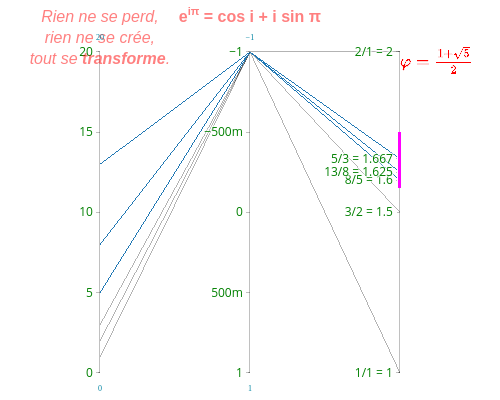 Rien ne se perd,
rien ne se crée,
tout se transforme.
e^{iπ} = cos i + i sin π
φ = \frac{1+√5}{2}
20
−1
20
15
10
5
0
0
−1
−500m
0
500m
1
1
2/1 = 2
5/3 = 1.667
13/8 = 1.625
8/5 = 1.6
3/2 = 1.5
1/1 = 1